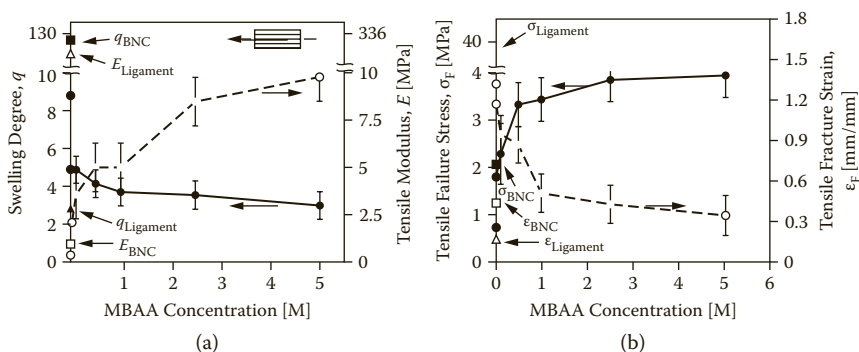 130
10
8
6
4
2
0
Swelling Degree, q
q_BNC
E_Ligament
q_Ligament
E_BNC
336
10
7.5
5
2.5
0
Tensile Modulus, E [MPa]
1 2 3 4 5
MBAA Concentration [M]
(a)
40
4
3
2
1
0
Tensile Failure Stress, σ_F [MPa]
σ_Ligament
σ_BNC
ε_BNC
ε_Ligament
1.8
1.5
1.2
0.9
0.6
0.3
0
Tensile Fracture Strain,
ε_F [mm/mm]
0 1 2 3 4 5 6
MBAA Concentration [M]
(b)